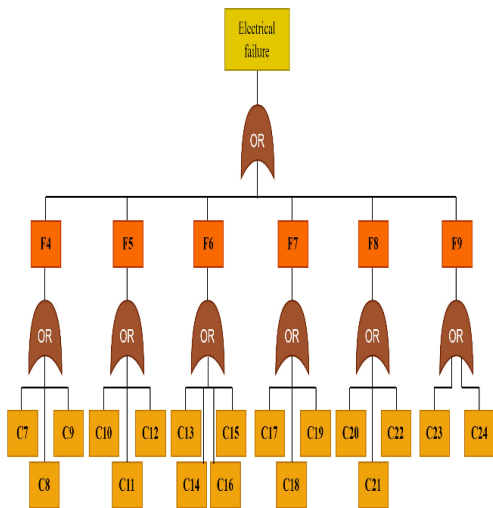 Electrical
failure
OR
F4 F5 F6 F7 F8 F9
OR OR OR OR OR OR
C7 C9 C10 C12 C13 C15 C17 C19 C20 C22 C23 C24
C8 C11 C14 C16 C18 C21